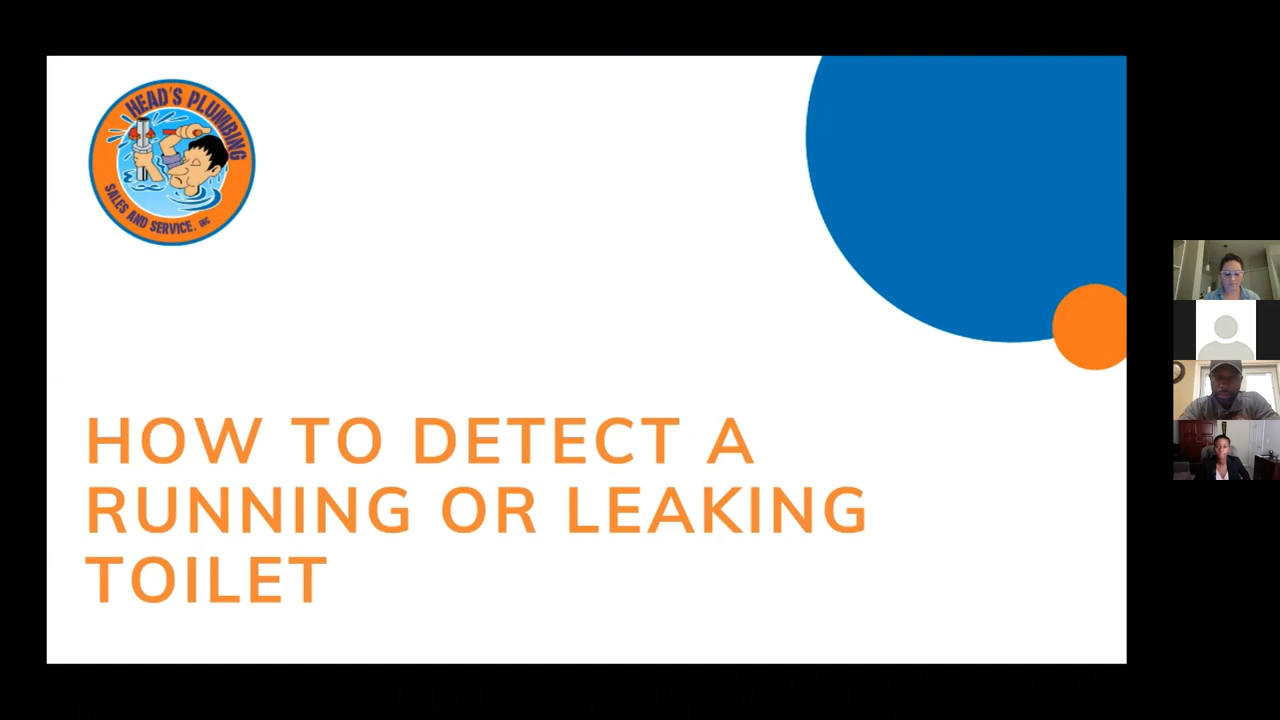 HEAD'S PLUMBING
SALES AND SERVICE, INC
HOW TO DETECT A
RUNNING OR LEAKING
TOILET